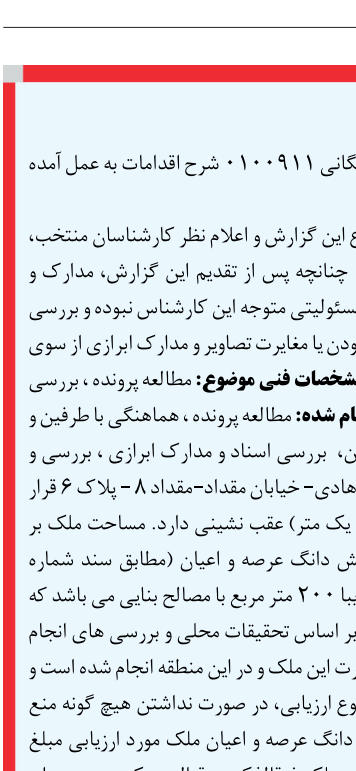 گانی ۰۱۰۰۹۱۱ شرح اقدامات به عمل آمده
ع این گزارش و اعلام نظر کارشناسان منتخب،
چنانچه پس از تقدیم این گزارش، مدارک و
سئولیتی متوجه این کارشناس نبوده و بررسی
ودن یا مغایرت تصاویر و مدارک ابرازی از سوی
شخصات فنی موضوع: مطالعه پرونده ، بررسی
ام شده: مطالعه پرونده ، هماهنگی با طرفین و
ن، بررسی اسناد و مدارک ابرازی ، بررسی و
هادی- خیابان مقداد-مقداد ۸ - پلاک ۶ قرار
یک متر) عقب نشینی دارد. مساحت ملک بر
ش دانگ عرصه و اعیان (مطابق سند شماره
یبا ۲۰۰ متر مربع با مصالح بنایی می باشد که
بر اساس تحقیقات محلی و بررسی های انجام
رت این ملک و در این منطقه انجام شده است و
وع ارزیابی، در صورت نداشتن هیچ گونه منع
دانگ عرصه و اعیان ملک مورد ارزیابی مبلغ